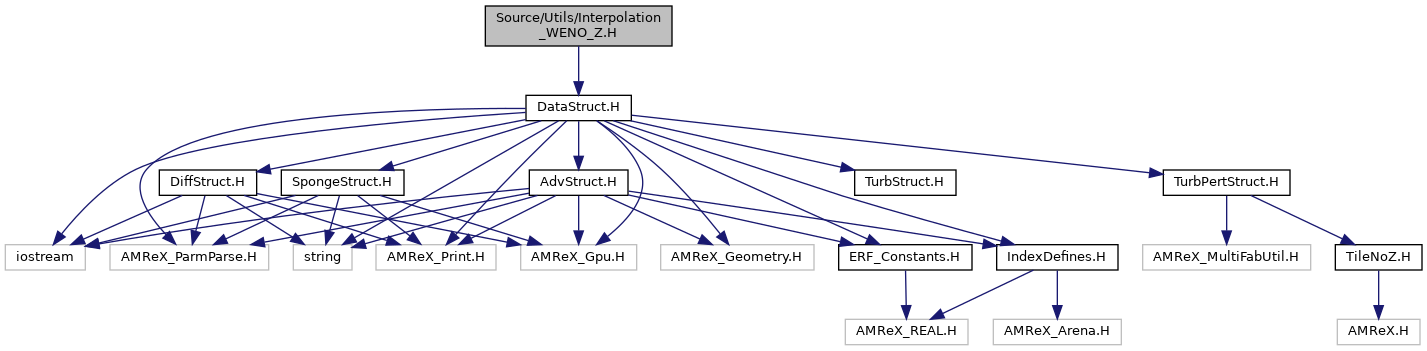 Source/Utils/Interpolation
_WENO_Z.H
DataStruct.H
DiffStruct.H
SpongeStruct.H
AdvStruct.H
TurbStruct.H
TurbPertStruct.H
iostream
AMReX_ParmParse.H
string
AMReX_Print.H
AMReX_Gpu.H
AMReX_Geometry.H
ERF_Constants.H
IndexDefines.H
AMReX_MultiFabUtil.H
TileNoZ.H
AMReX_REAL.H
AMReX_Arena.H
AMReX.H